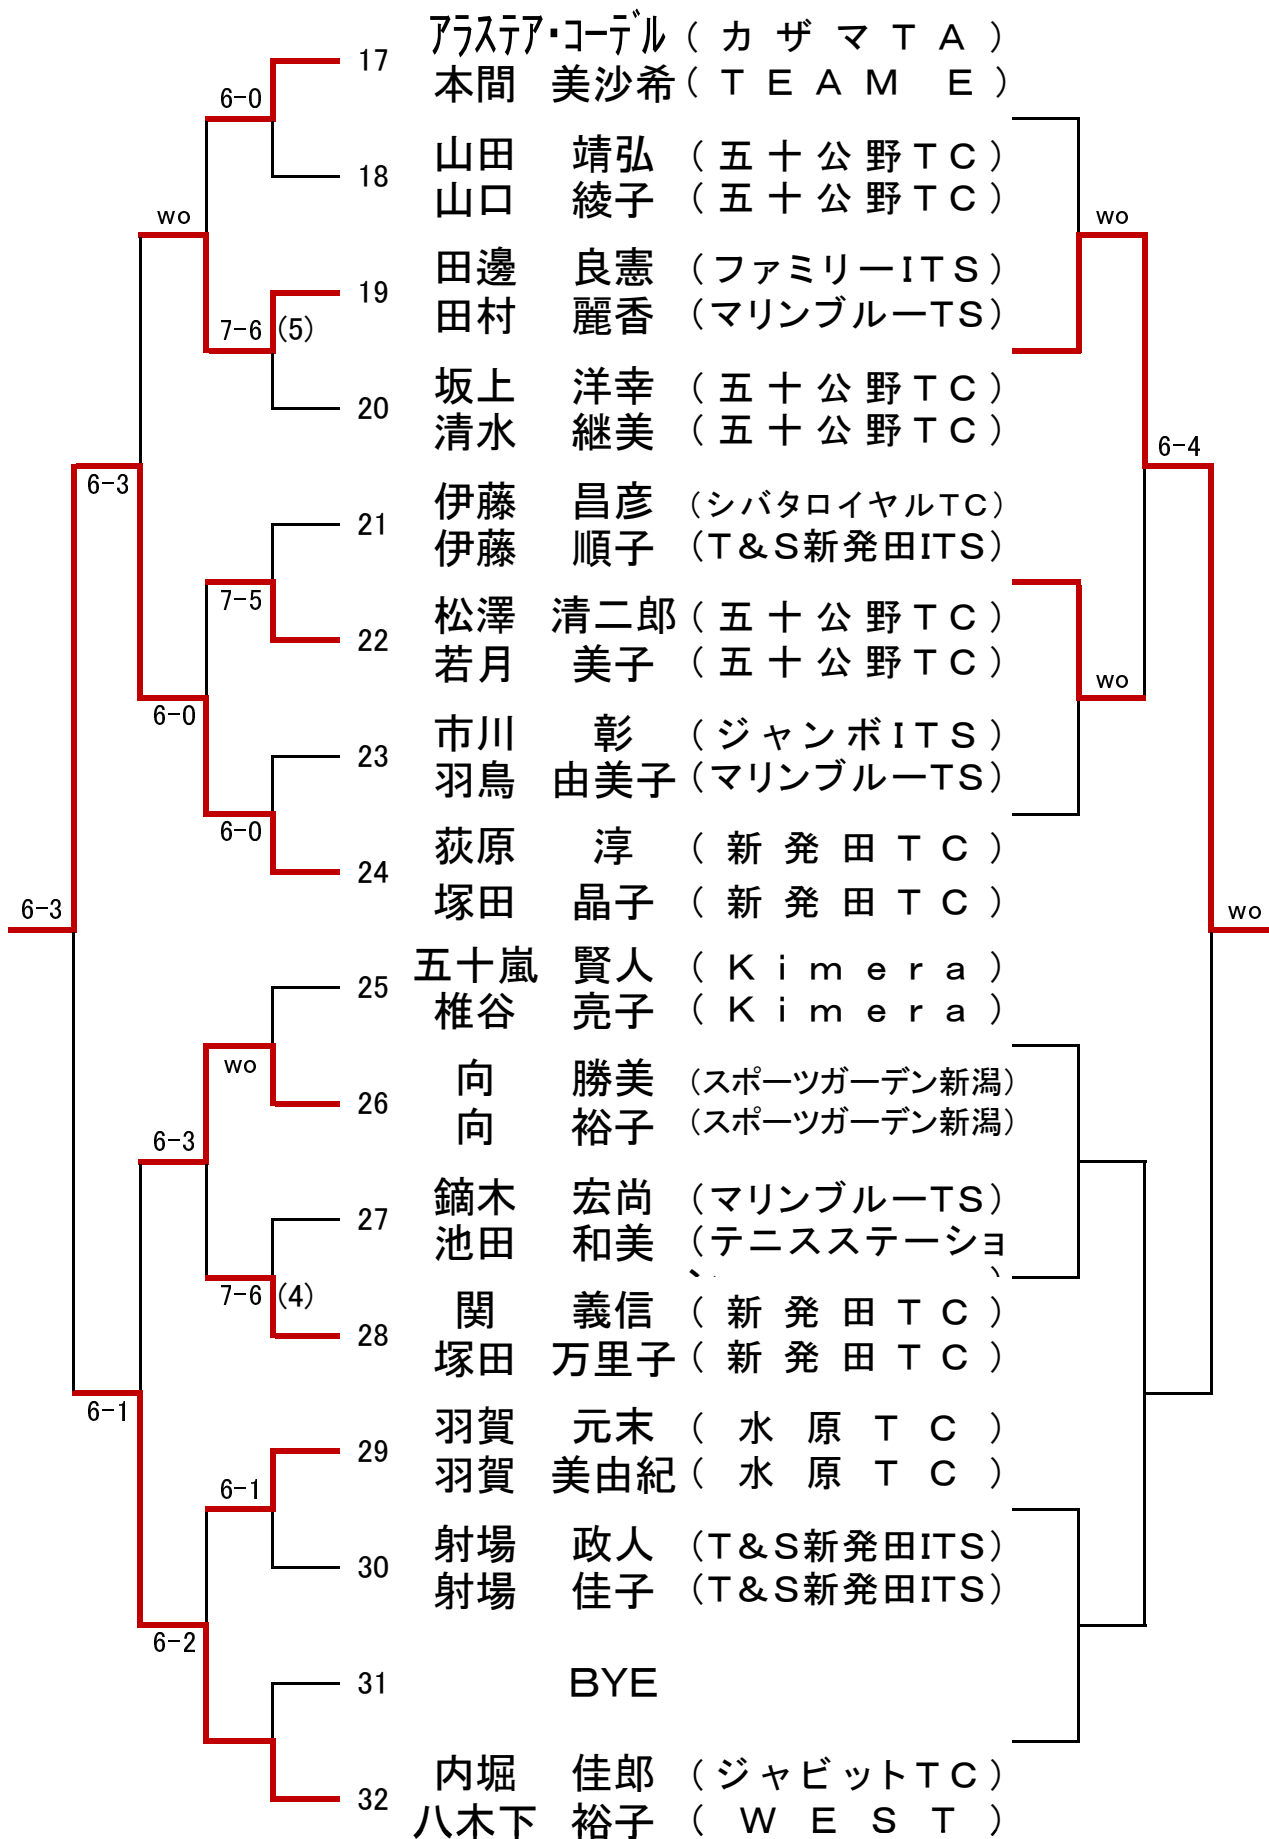 アラステア・コーデル (カザマTA)
17
本間 美沙希 (TEAM E)
6-0
山田 靖弘 (五十公野TC)
18
山口 綾子 (五十公野TC)
wo
wo
田邊 良憲 (ファミリーITS)
19
田村 麗香 (マリンブルーTS)
7-6 (5)
坂上 洋幸 (五十公野TC)
20
清水 継美 (五十公野TC)
6-4
6-3
伊藤 昌彦 (シバタロイヤルTC)
21
伊藤 順子 (T&S新発田ITS)
7-5
松澤 清二郎 (五十公野TC)
22
若月 美子 (五十公野TC)
wo
6-0
市川 彰 (ジャンボITS)
23
羽鳥 由美子 (マリンブルーTS)
6-0
荻原 淳 (新発田TC)
24
塚田 晶子 (新発田TC)
6-3
wo
五十嵐 賢人 (Kimera)
25
椎谷 亮子 (Kimera)
wo
向 勝美 (スポーツガーデン新潟)
26
向 裕子 (スポーツガーデン新潟)
6-3
鏑木 宏尚 (マリンブルーTS)
27
池田 和美 (テニスステーショ
7-6 (4)
関 義信 (新発田TC)
28
塚田 万里子 (新発田TC)
6-1
羽賀 元末 (水原TC)
29
羽賀 美由紀 (水原TC)
6-1
射場 政人 (T&S新発田ITS)
30
射場 佳子 (T&S新発田ITS)
6-2
31 BYE
内堀 佳郎 (ジャビットTC)
32
八木下 裕子 (WEST)